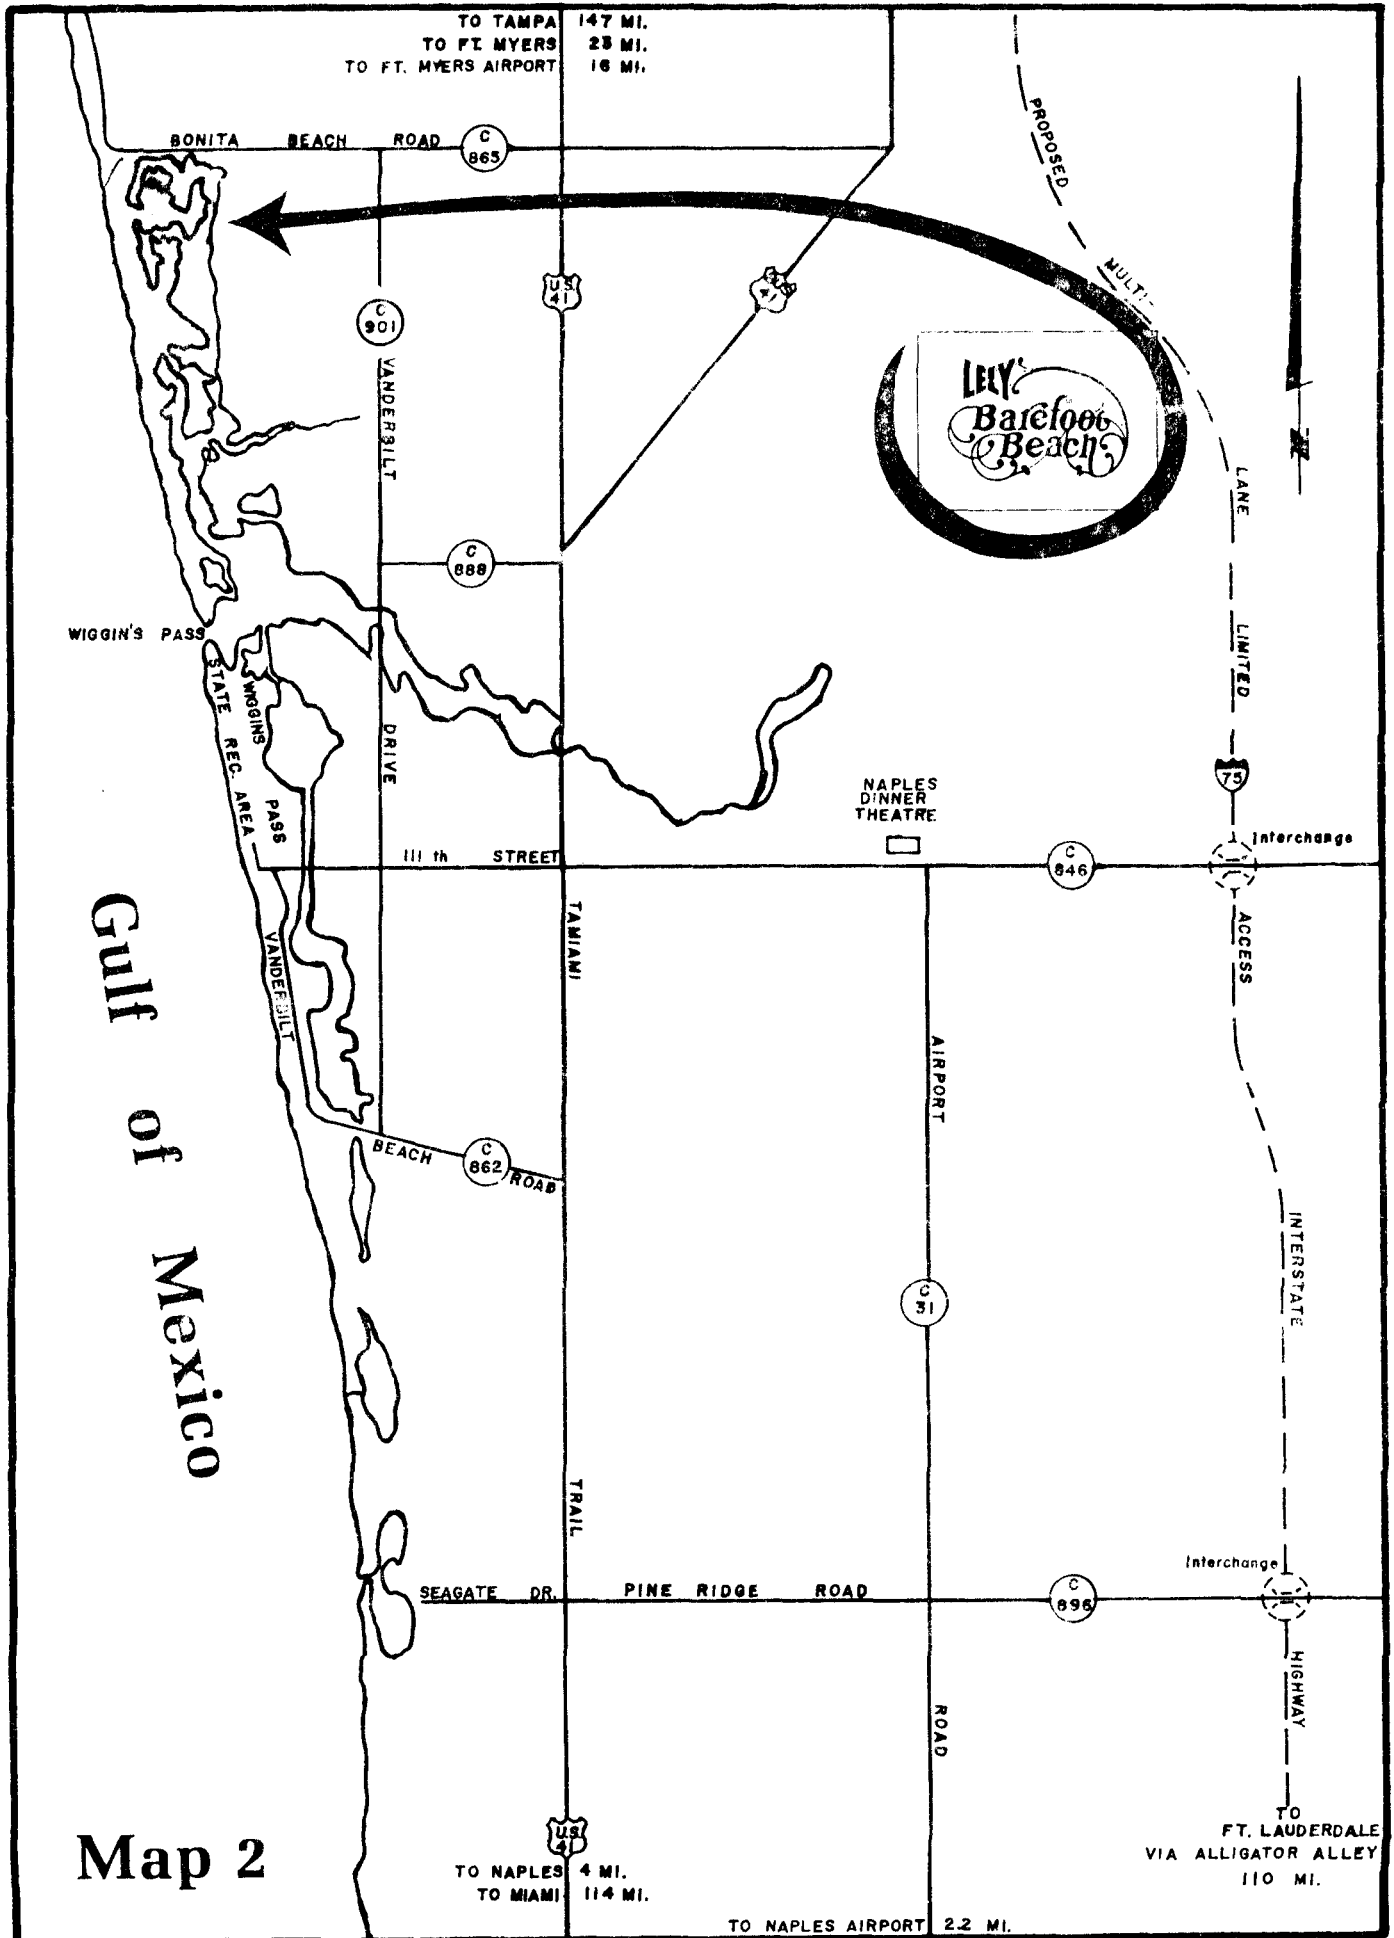 TO TAMPA 147 MI.
TO FT. MYERS 23 MI.
TO FT. MYERS AIRPORT 16 MI.
PROPOSED
BONITA BEACH ROAD C 865
MULTI-
U.S. 41
U.S. 41
C 901
VANDERBILT
LELY
Barefoot
Beach
LANE
N
C 888
WIGGIN'S PASS
LIMITED
STATE REC. AREA
WIGGINS PASS
DRIVE
75
NAPLES
DINNER
THEATRE
Interchange
111 th STREET
C 846
ACCESS
TAMIAMI
VANDERBILT
Gulf of Mexico
AIRPORT
BEACH C 862 ROAD
INTERSTATE
C 31
TRAIL
Interchange
SEAGATE DR. PINE RIDGE ROAD C 896
HIGHWAY
ROAD
TO
FT. LAUDERDALE
VIA ALLIGATOR ALLEY
110 MI.
U.S. 41
Map 2
TO NAPLES 4 MI.
TO MIAMI 114 MI.
TO NAPLES AIRPORT 2.2 MI.